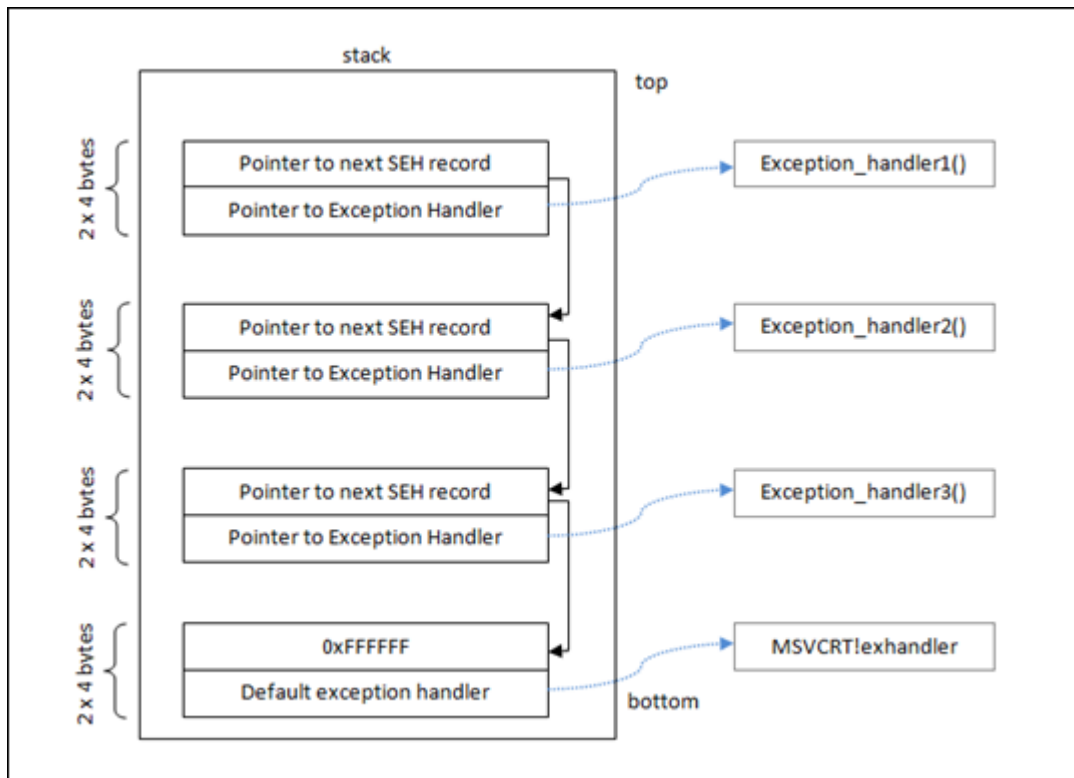 stack
top
2 x 4 bytes
Pointer to next SEH record
Pointer to Exception Handler
Exception_handler1()
2 x 4 bytes
Pointer to next SEH record
Pointer to Exception Handler
Exception_handler2()
2 x 4 bytes
Pointer to next SEH record
Pointer to Exception Handler
Exception_handler3()
2 x 4 bytes
0xFFFFFF
Default exception handler
MSVCRT!exhandler
bottom